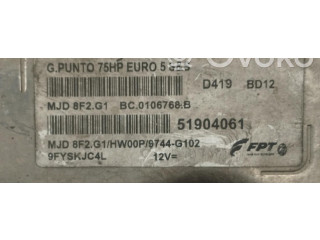 G.PUNTO 75HP EURO 5
D419 BD12
MJD 8F2.G1 BC.0106768.B
51904061
MJD 8F2.G1/HW00P/9744-G102
9FYSKJC4L 12V=
FPT